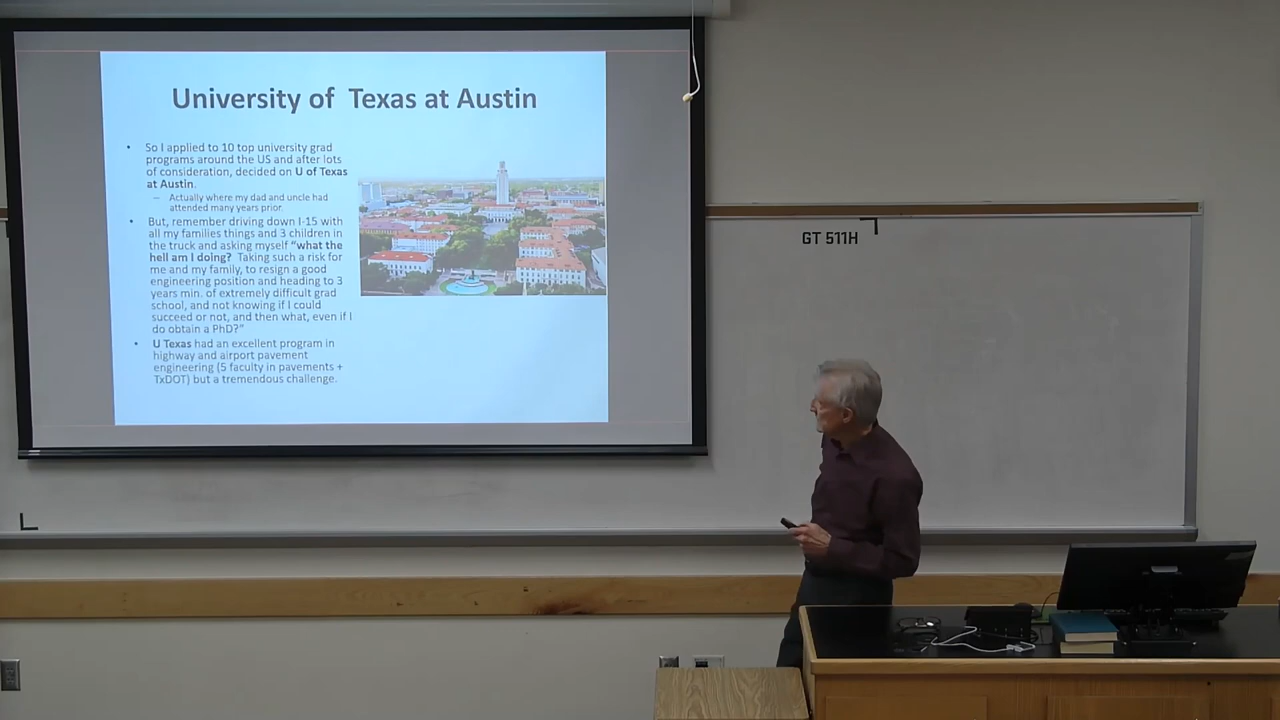 University of Texas at Austin
• So I applied to 10 top university grad
programs around the US and after lots
of consideration, decided on U of Texas
at Austin.
– Actually where my dad and uncle had
attended many years prior.
• But, remember driving down I-15 with
all my families things and 3 children in
the truck and asking myself "what the
hell am I doing? Taking such a risk for
me and my family, to resign a good
engineering position and heading to 3
years min. of extremely difficult grad
school, and not knowing if I could
succeed or not, and then what, even if I
do obtain a PhD?"
• U Texas had an excellent program in
highway and airport pavement
engineering (5 faculty in pavements +
TxDOT) but a tremendous challenge.
GT 511H